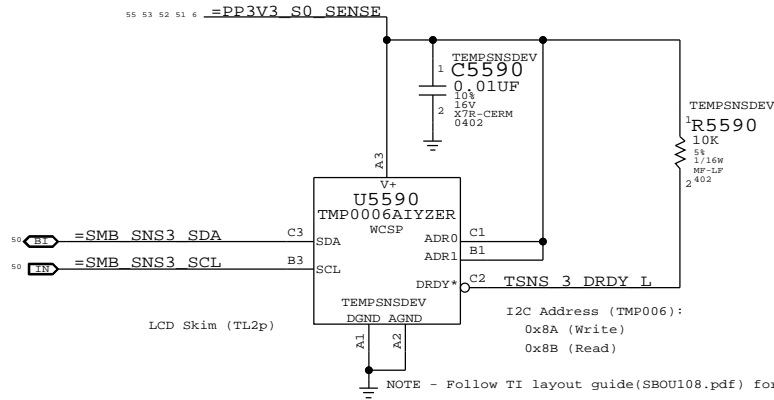 55 53 52 51 6 =PP3V3_S0_SENSE
TEMPSNSDEV
1 C5590
0.01UF
10%
16V
2 X7R-CERM
0402
TEMPSNSDEV
1 R5590
10K
5%
1/16W
MF-LF
2 402
A3
V+
U5590
TMP0006AIYZER
WCSP
50 BI =SMB_SNS3_SDA C3 SDA
ADR0 C1
ADR1 B1
50 IN =SMB_SNS3_SCL B3 SCL
DRDY* C2 TSNS_3_DRDY_L
TEMPSNSDEV
DGND AGND
A1 A2
LCD Skim (TL2p)
I2C Address (TMP006):
0x8A (Write)
0x8B (Read)
NOTE - Follow TI layout guide(SBOU108.pdf) for